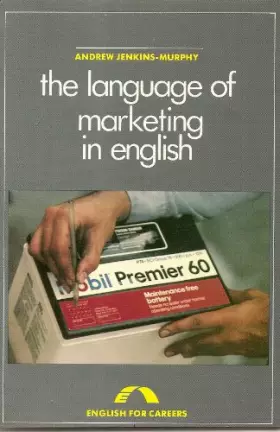 ANDREW JENKINS-MURPHY
the language of
marketing
in english
Mobil Premier 60
Maintenance free
battery
ENGLISH FOR CAREERS